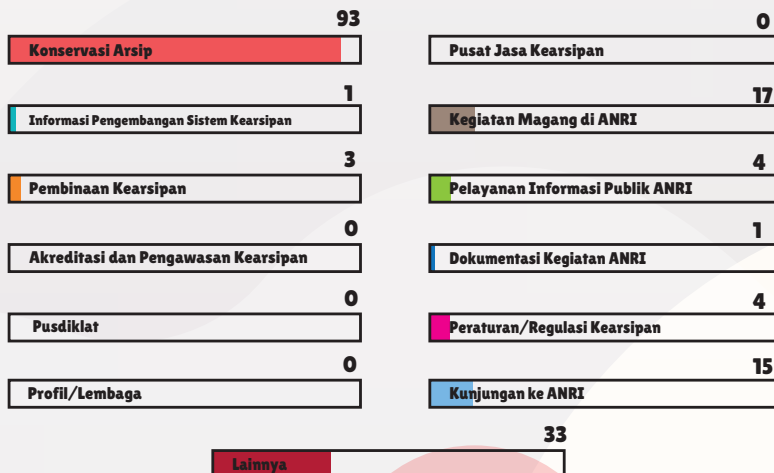 93
Konservasi Arsip
1
Informasi Pengembangan Sistem Kearsipan
3
Pembinaan Kearsipan
0
Akreditasi dan Pengawasan Kearsipan
0
Pusdiklat
0
Profil/Lembaga
0
Pusat Jasa Kearsipan
17
Kegiatan Magang di ANRI
4
Pelayanan Informasi Publik ANRI
1
Dokumentasi Kegiatan ANRI
4
Peraturan/Regulasi Kearsipan
15
Kunjungan ke ANRI
33
Lainnya